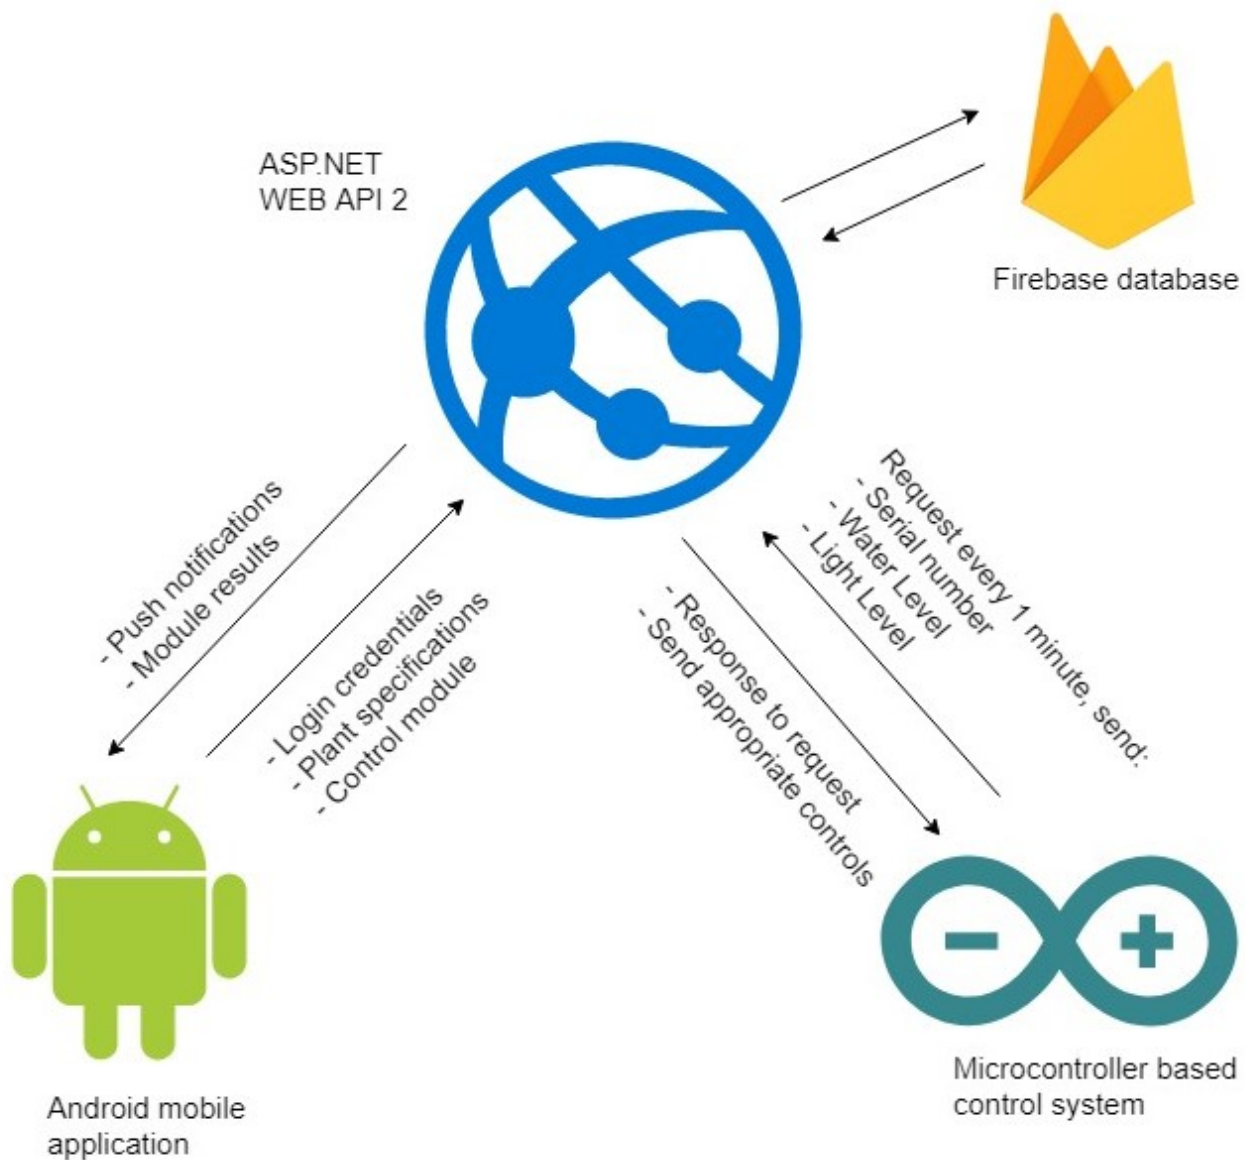 ASP.NET
WEB API 2
Firebase database
- Push notifications
- Module results
- Login credentials
- Plant specifications
- Control module
Request every 1 minute, send:
- Serial number
- Water Level
- Light Level
- Response to request
- Send appropriate controls
Android mobile
application
Microcontroller based
control system